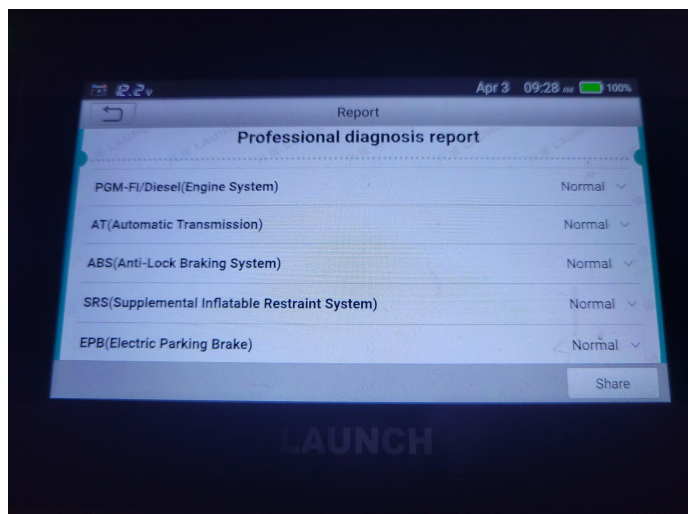 12.2v Apr 3 09:28 AM 100%
Report
Professional diagnosis report
PGM-FI/Diesel(Engine System) Normal
AT(Automatic Transmission) Normal
ABS(Anti-Lock Braking System) Normal
SRS(Supplemental Inflatable Restraint System) Normal
EPB(Electric Parking Brake) Normal
Share
LAUNCH